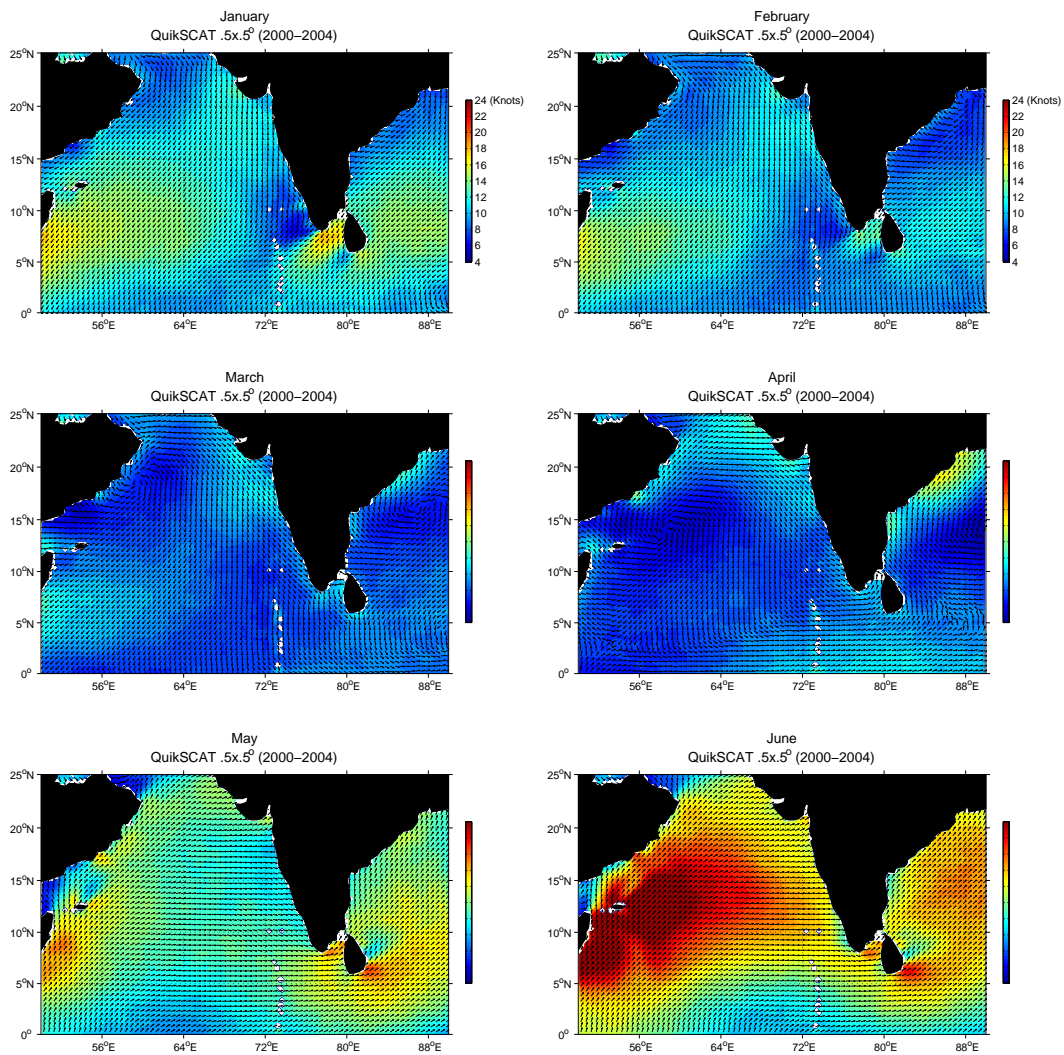 January
QuikSCAT .5x.5° (2000–2004)
25°N
20°N
15°N
10°N
5°N
0°
56°E 64°E 72°E 80°E 88°E
24 (Knots)
22
20
18
16
14
12
10
8
6
4
February
QuikSCAT .5x.5° (2000–2004)
25°N
20°N
15°N
10°N
5°N
0°
56°E 64°E 72°E 80°E 88°E
24 (Knots)
22
20
18
16
14
12
10
8
6
4
March
QuikSCAT .5x.5° (2000–2004)
25°N
20°N
15°N
10°N
5°N
0°
56°E 64°E 72°E 80°E 88°E
April
QuikSCAT .5x.5° (2000–2004)
25°N
20°N
15°N
10°N
5°N
0°
56°E 64°E 72°E 80°E 88°E
May
QuikSCAT .5x.5° (2000–2004)
25°N
20°N
15°N
10°N
5°N
0°
56°E 64°E 72°E 80°E 88°E
June
QuikSCAT .5x.5° (2000–2004)
25°N
20°N
15°N
10°N
5°N
0°
56°E 64°E 72°E 80°E 88°E